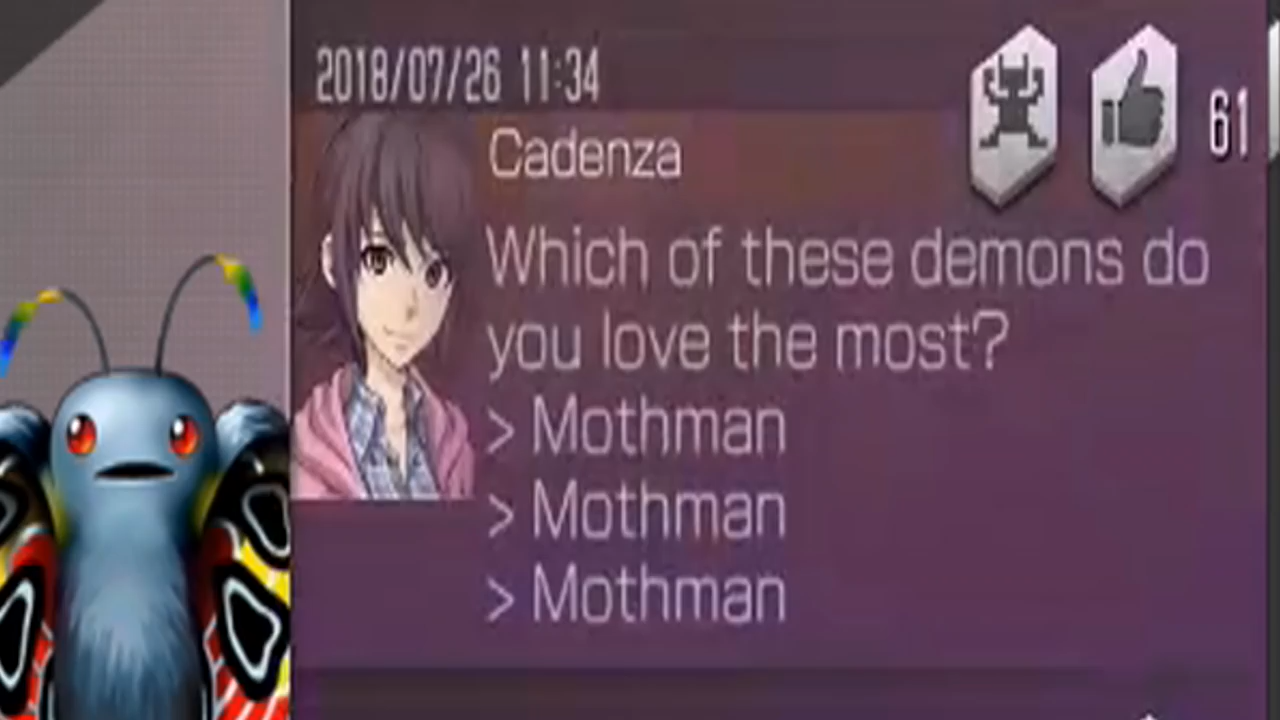 2018/07/26 11:34
61
Cadenza
Which of these demons do
you love the most?
> Mothman
> Mothman
> Mothman